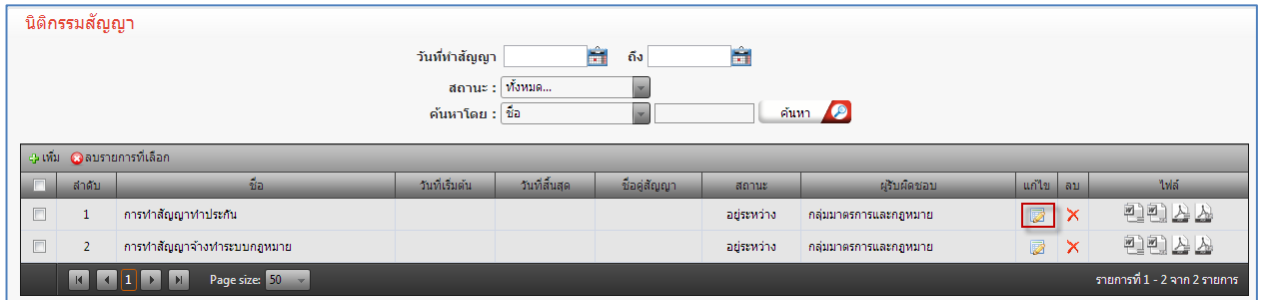 นิติกรรมสัญญา
วันที่ทำสัญญา ถึง
สถานะ : ทั้งหมด...
ค้นหาโดย : ชื่อ ค้นหา
เพิ่ม ลบรายการที่เลือก
ลำดับ ชื่อ วันที่เริ่มต้น วันที่สิ้นสุด ชื่อคู่สัญญา สถานะ ผู้รับผิดชอบ แก้ไข ลบ ไฟล์
1 การทำสัญญาทำประกัน อยู่ระหว่าง กลุ่มมาตรการและกฎหมาย
2 การทำสัญญาจ้างทำระบบกฎหมาย อยู่ระหว่าง กลุ่มมาตรการและกฎหมาย
1 Page size: 50 รายการที่ 1 - 2 จาก 2 รายการ